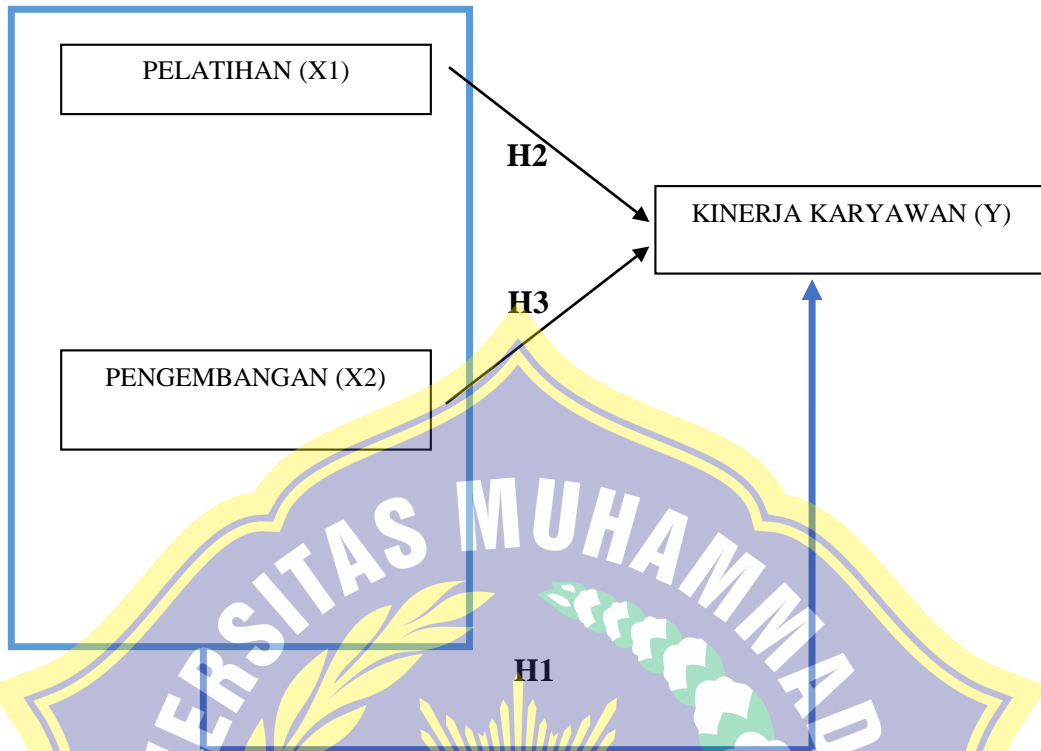 PELATIHAN (X1)
H2
KINERJA KARYAWAN (Y)
H3
PENGEMBANGAN (X2)
ERSITAS MUHAMMAD
H1